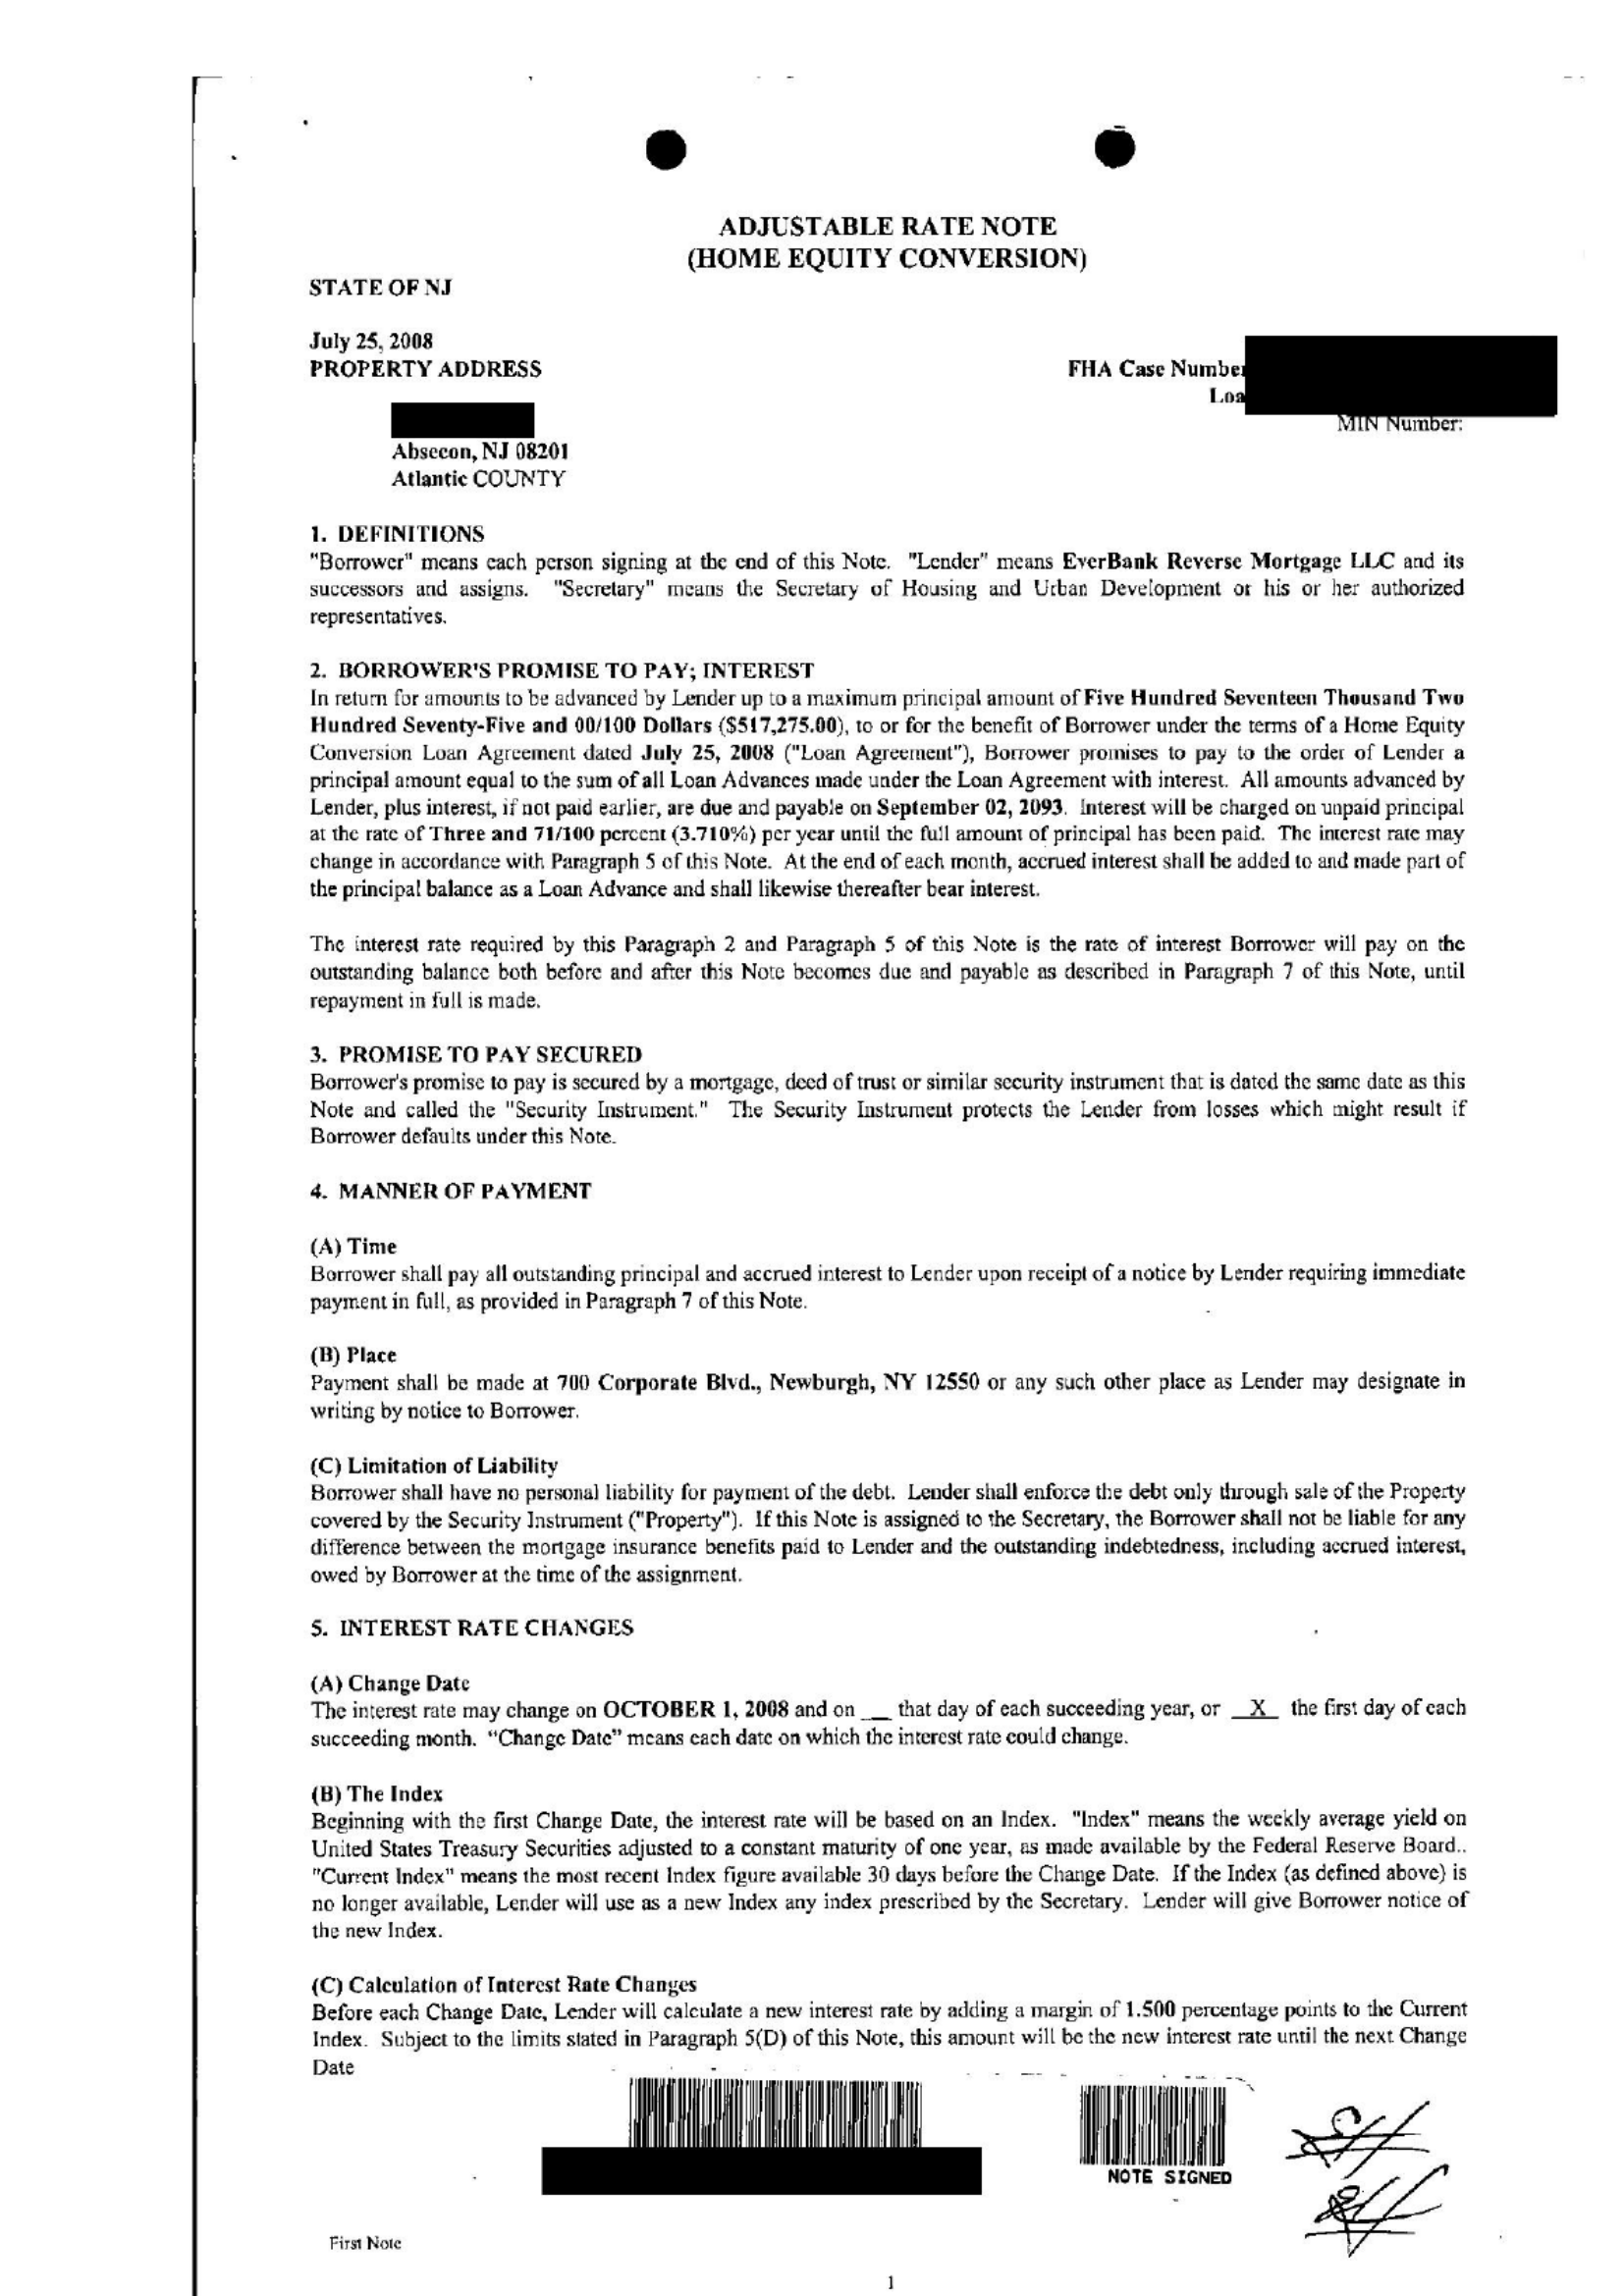 ADJUSTABLE RATE NOTE
(HOME EQUITY CONVERSION)
STATE OF NJ
July 25, 2008
PROPERTY ADDRESS
FHA Case Number
Loa
MIN Number:
Absecon, NJ 08201
Atlantic COUNTY
1. DEFINITIONS
"Borrower" means each person signing at the end of this Note. "Lender" means EverBank Reverse Mortgage LLC and its
successors and assigns. "Secretary" means the Secretary of Housing and Urban Development or his or her authorized
representatives.
2. BORROWER'S PROMISE TO PAY; INTEREST
In return for amounts to be advanced by Lender up to a maximum principal amount of Five Hundred Seventeen Thousand Two
Hundred Seventy-Five and 00/100 Dollars ($517,275.00), to or for the benefit of Borrower under the terms of a Home Equity
Conversion Loan Agreement dated July 25, 2008 ("Loan Agreement"), Borrower promises to pay to the order of Lender a
principal amount equal to the sum of all Loan Advances made under the Loan Agreement with interest. All amounts advanced by
Lender, plus interest, if not paid earlier, are due and payable on September 02, 2093. Interest will be charged on unpaid principal
at the rate of Three and 71/100 percent (3.710%) per year until the full amount of principal has been paid. The interest rate may
change in accordance with Paragraph 5 of this Note. At the end of each month, accrued interest shall be added to and made part of
the principal balance as a Loan Advance and shall likewise thereafter bear interest.
The interest rate required by this Paragraph 2 and Paragraph 5 of this Note is the rate of interest Borrower will pay on the
outstanding balance both before and after this Note becomes due and payable as described in Paragraph 7 of this Note, until
repayment in full is made.
3. PROMISE TO PAY SECURED
Borrower's promise to pay is secured by a mortgage, deed of trust or similar security instrument that is dated the same date as this
Note and called the "Security Instrument." The Security Instrument protects the Lender from losses which might result if
Borrower defaults under this Note.
4. MANNER OF PAYMENT
(A) Time
Borrower shall pay all outstanding principal and accrued interest to Lender upon receipt of a notice by Lender requiring immediate
payment in full, as provided in Paragraph 7 of this Note.
(B) Place
Payment shall be made at 700 Corporate Blvd., Newburgh, NY 12550 or any such other place as Lender may designate in
writing by notice to Borrower.
(C) Limitation of Liability
Borrower shall have no personal liability for payment of the debt. Lender shall enforce the debt only through sale of the Property
covered by the Security Instrument ("Property"). If this Note is assigned to the Secretary, the Borrower shall not be liable for any
difference between the mortgage insurance benefits paid to Lender and the outstanding indebtedness, including accrued interest,
owed by Borrower at the time of the assignment.
5. INTEREST RATE CHANGES
(A) Change Date
The interest rate may change on OCTOBER 1, 2008 and on __ that day of each succeeding year, or _X_ the first day of each
succeeding month. “Change Date” means each date on which the interest rate could change.
(B) The Index
Beginning with the first Change Date, the interest rate will be based on an Index. "Index" means the weekly average yield on
United States Treasury Securities adjusted to a constant maturity of one year, as made available by the Federal Reserve Board..
"Current Index" means the most recent Index figure available 30 days before the Change Date. If the Index (as defined above) is
no longer available, Lender will use as a new Index any index prescribed by the Secretary. Lender will give Borrower notice of
the new Index.
(C) Calculation of Interest Rate Changes
Before each Change Date, Lender will calculate a new interest rate by adding a margin of 1.500 percentage points to the Current
Index. Subject to the limits stated in Paragraph 5(D) of this Note, this amount will be the new interest rate until the next Change
Date
NOTE SIGNED
First Note
1